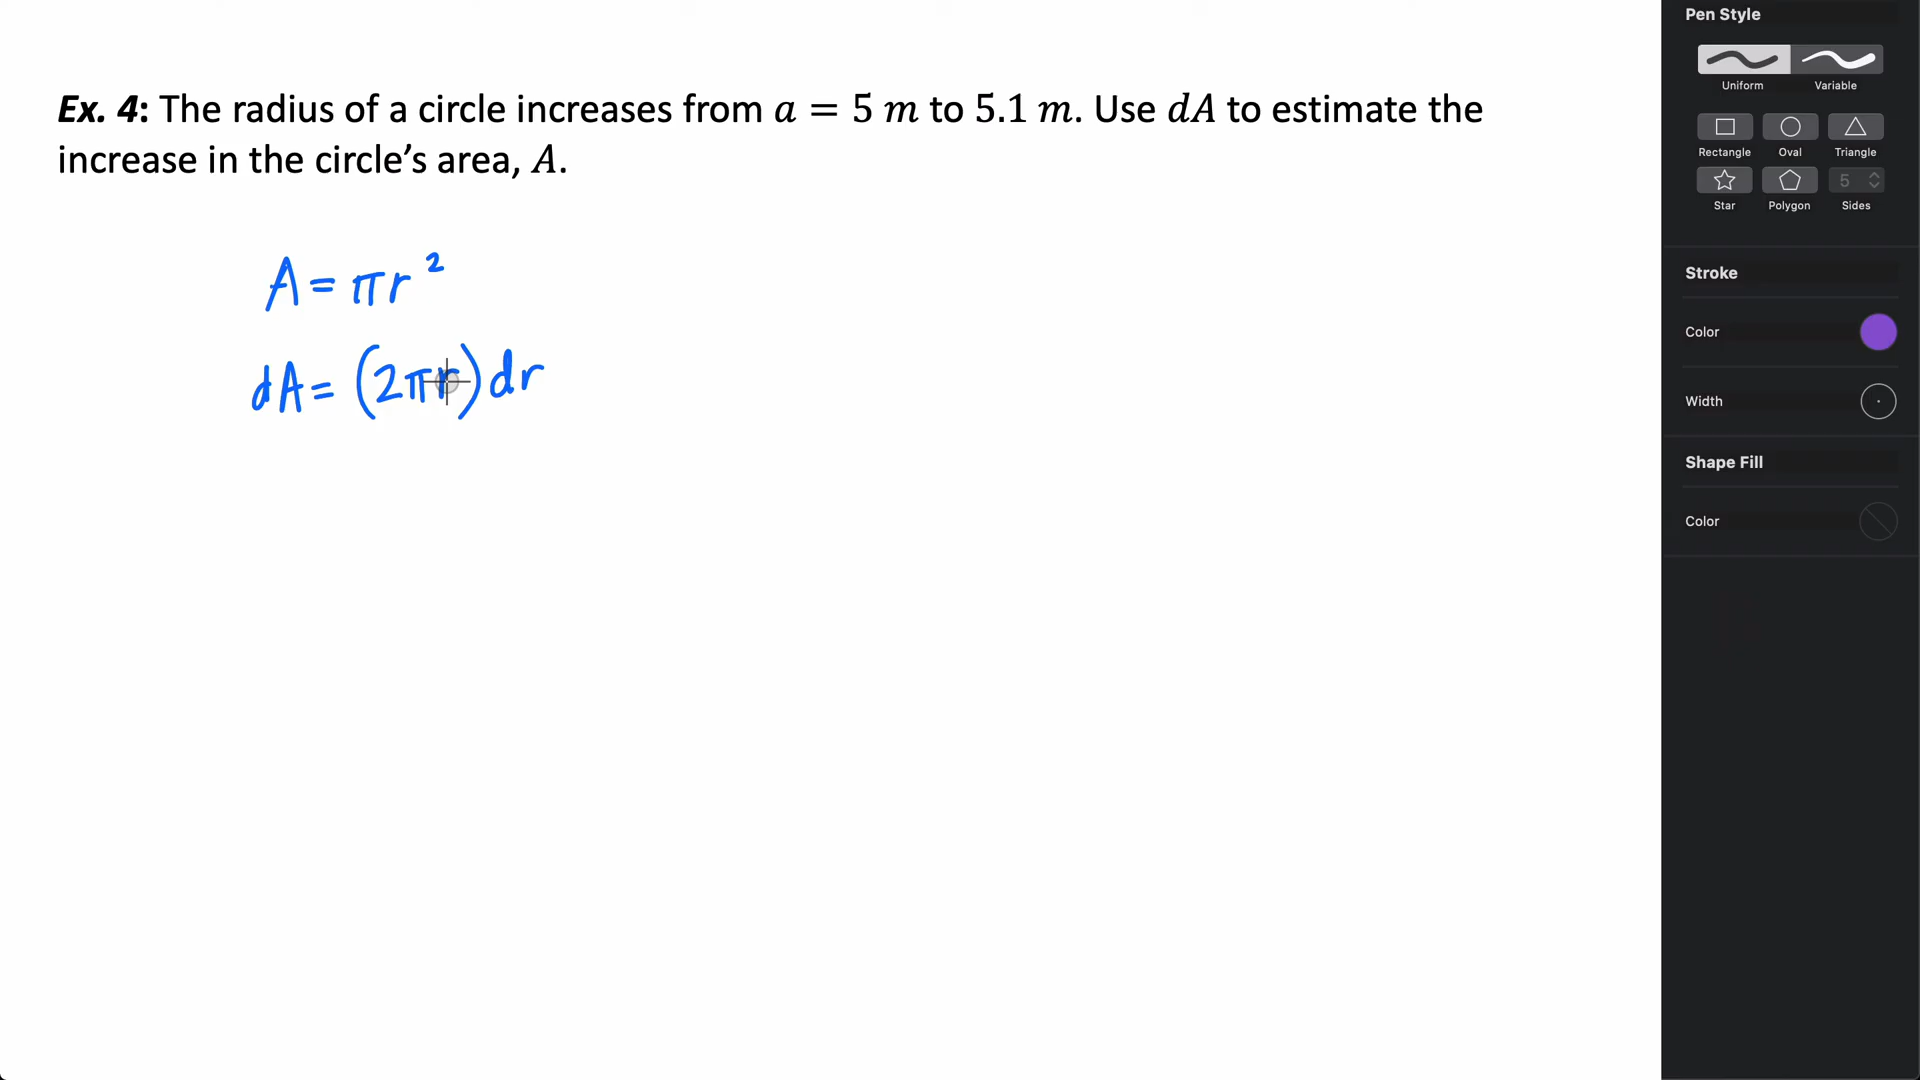 Pen Style
Uniform Variable
Rectangle Oval Triangle
5
Star Polygon Sides
Stroke
Color
Width
Shape Fill
Color
Ex. 4: The radius of a circle increases from a = 5 m to 5.1 m. Use dA to estimate the
increase in the circle’s area, A.
A = πr²
dA = (2πr)dr